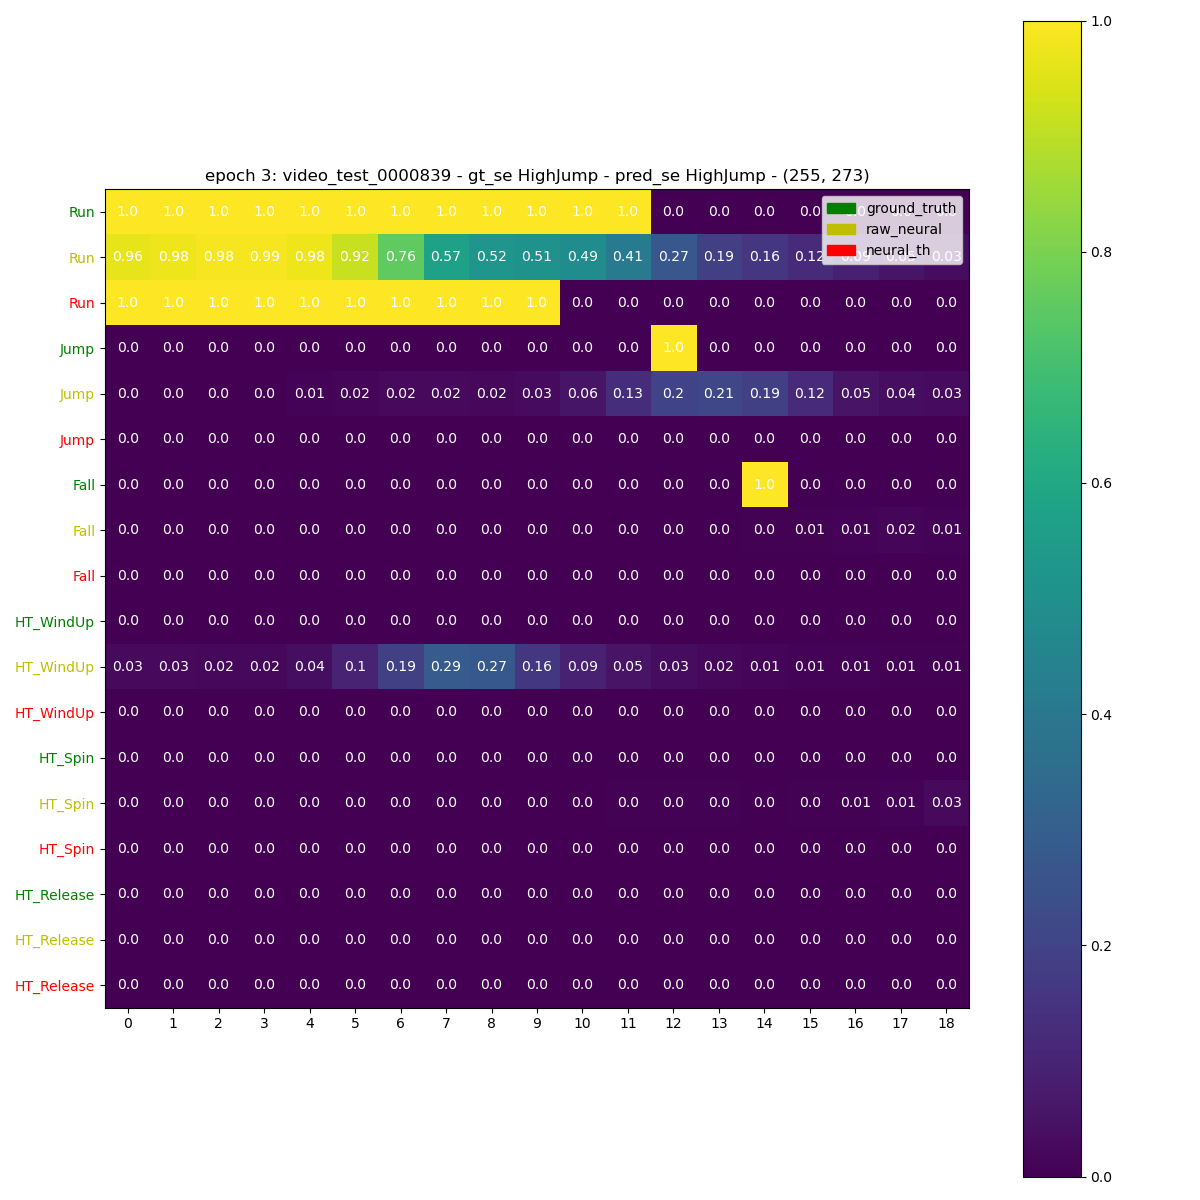 epoch 3: video_test_0000839 - gt_se HighJump - pred_se HighJump - (255, 273)
ground_truth
raw_neural
neural_th
Run 1.0 1.0 1.0 1.0 1.0 1.0 1.0 1.0 1.0 1.0 1.0 1.0 0.0 0.0 0.0
Run 0.96 0.98 0.98 0.99 0.98 0.92 0.76 0.57 0.52 0.51 0.49 0.41 0.27 0.19 0.16 0.12 0.09 0.03
Run 1.0 1.0 1.0 1.0 1.0 1.0 1.0 1.0 1.0 1.0 0.0 0.0 0.0 0.0 0.0 0.0 0.0 0.0 0.0
Jump 0.0 0.0 0.0 0.0 0.0 0.0 0.0 0.0 0.0 0.0 0.0 0.0 1.0 0.0 0.0 0.0 0.0 0.0 0.0
Jump 0.0 0.0 0.0 0.0 0.01 0.02 0.02 0.02 0.02 0.03 0.06 0.13 0.2 0.21 0.19 0.12 0.05 0.04 0.03
Jump 0.0 0.0 0.0 0.0 0.0 0.0 0.0 0.0 0.0 0.0 0.0 0.0 0.0 0.0 0.0 0.0 0.0 0.0 0.0
Fall 0.0 0.0 0.0 0.0 0.0 0.0 0.0 0.0 0.0 0.0 0.0 0.0 0.0 0.0 1.0 0.0 0.0 0.0 0.0
Fall 0.0 0.0 0.0 0.0 0.0 0.0 0.0 0.0 0.0 0.0 0.0 0.0 0.0 0.0 0.0 0.01 0.01 0.02 0.01
Fall 0.0 0.0 0.0 0.0 0.0 0.0 0.0 0.0 0.0 0.0 0.0 0.0 0.0 0.0 0.0 0.0 0.0 0.0 0.0
HT_WindUp 0.0 0.0 0.0 0.0 0.0 0.0 0.0 0.0 0.0 0.0 0.0 0.0 0.0 0.0 0.0 0.0 0.0 0.0 0.0
HT_WindUp 0.03 0.03 0.02 0.02 0.04 0.1 0.19 0.29 0.27 0.16 0.09 0.05 0.03 0.02 0.01 0.01 0.01 0.01 0.01
HT_WindUp 0.0 0.0 0.0 0.0 0.0 0.0 0.0 0.0 0.0 0.0 0.0 0.0 0.0 0.0 0.0 0.0 0.0 0.0 0.0
HT_Spin 0.0 0.0 0.0 0.0 0.0 0.0 0.0 0.0 0.0 0.0 0.0 0.0 0.0 0.0 0.0 0.0 0.0 0.0 0.0
HT_Spin 0.0 0.0 0.0 0.0 0.0 0.0 0.0 0.0 0.0 0.0 0.0 0.0 0.0 0.0 0.0 0.0 0.01 0.01 0.03
HT_Spin 0.0 0.0 0.0 0.0 0.0 0.0 0.0 0.0 0.0 0.0 0.0 0.0 0.0 0.0 0.0 0.0 0.0 0.0 0.0
HT_Release 0.0 0.0 0.0 0.0 0.0 0.0 0.0 0.0 0.0 0.0 0.0 0.0 0.0 0.0 0.0 0.0 0.0 0.0 0.0
HT_Release 0.0 0.0 0.0 0.0 0.0 0.0 0.0 0.0 0.0 0.0 0.0 0.0 0.0 0.0 0.0 0.0 0.0 0.0 0.0
HT_Release 0.0 0.0 0.0 0.0 0.0 0.0 0.0 0.0 0.0 0.0 0.0 0.0 0.0 0.0 0.0 0.0 0.0 0.0 0.0
0 1 2 3 4 5 6 7 8 9 10 11 12 13 14 15 16 17 18
1.0
0.8
0.6
0.4
0.2
0.0